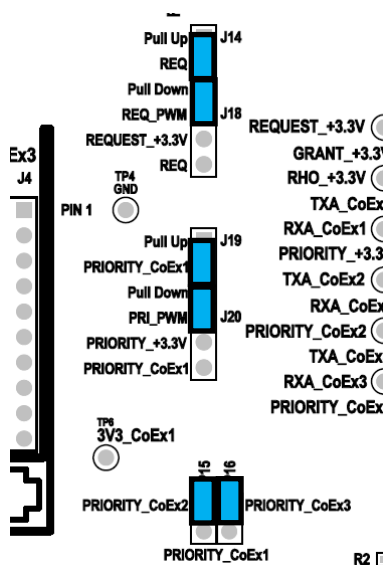 Pull Up J14
REQ
Pull Down
REQ_PWM J18
REQUEST_+3.3V
REQ
Ex3
J4
PIN 1
TP4
GND
REQUEST_+3.3V
GRANT_+3.3V
RHO_+3.3V
TXA_CoEx
RXA_CoEx1
PRIORITY_+3.3
TXA_CoEx2
RXA_CoEx
PRIORITY_CoEx2
TXA_CoEx
RXA_CoEx3
PRIORITY_CoEx
Pull Up J19
PRIORITY_CoEx1
Pull Down
PRI_PWM J20
PRIORITY_+3.3V
PRIORITY_CoEx1
TP6
3V3_CoEx1
15 16
PRIORITY_CoEx2 PRIORITY_CoEx3
PRIORITY_CoEx1
R2